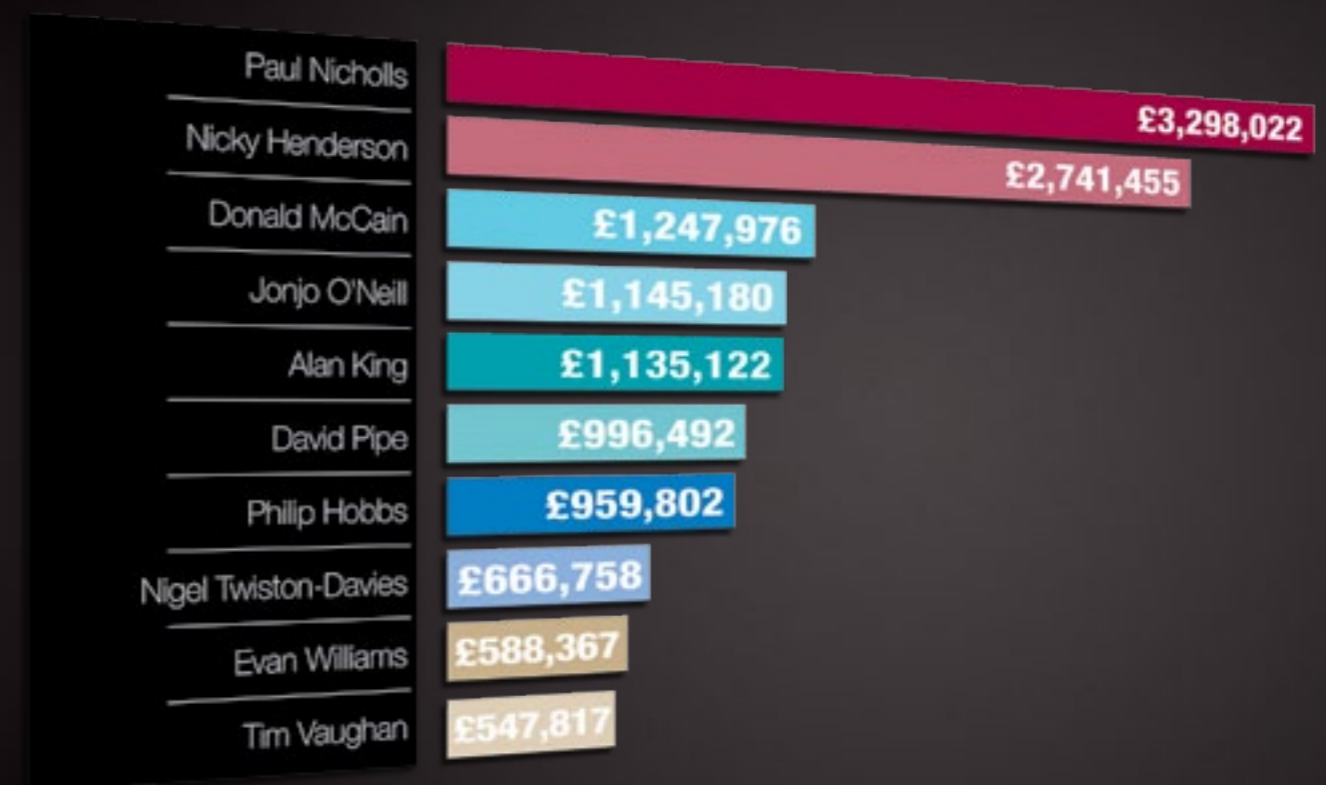 Paul Nicholls £3,298,022
Nicky Henderson £2,741,455
Donald McCain £1,247,976
Jonjo O'Neill £1,145,180
Alan King £1,135,122
David Pipe £996,492
Philip Hobbs £959,802
Nigel Twiston-Davies £666,758
Evan Williams £588,367
Tim Vaughan £547,817